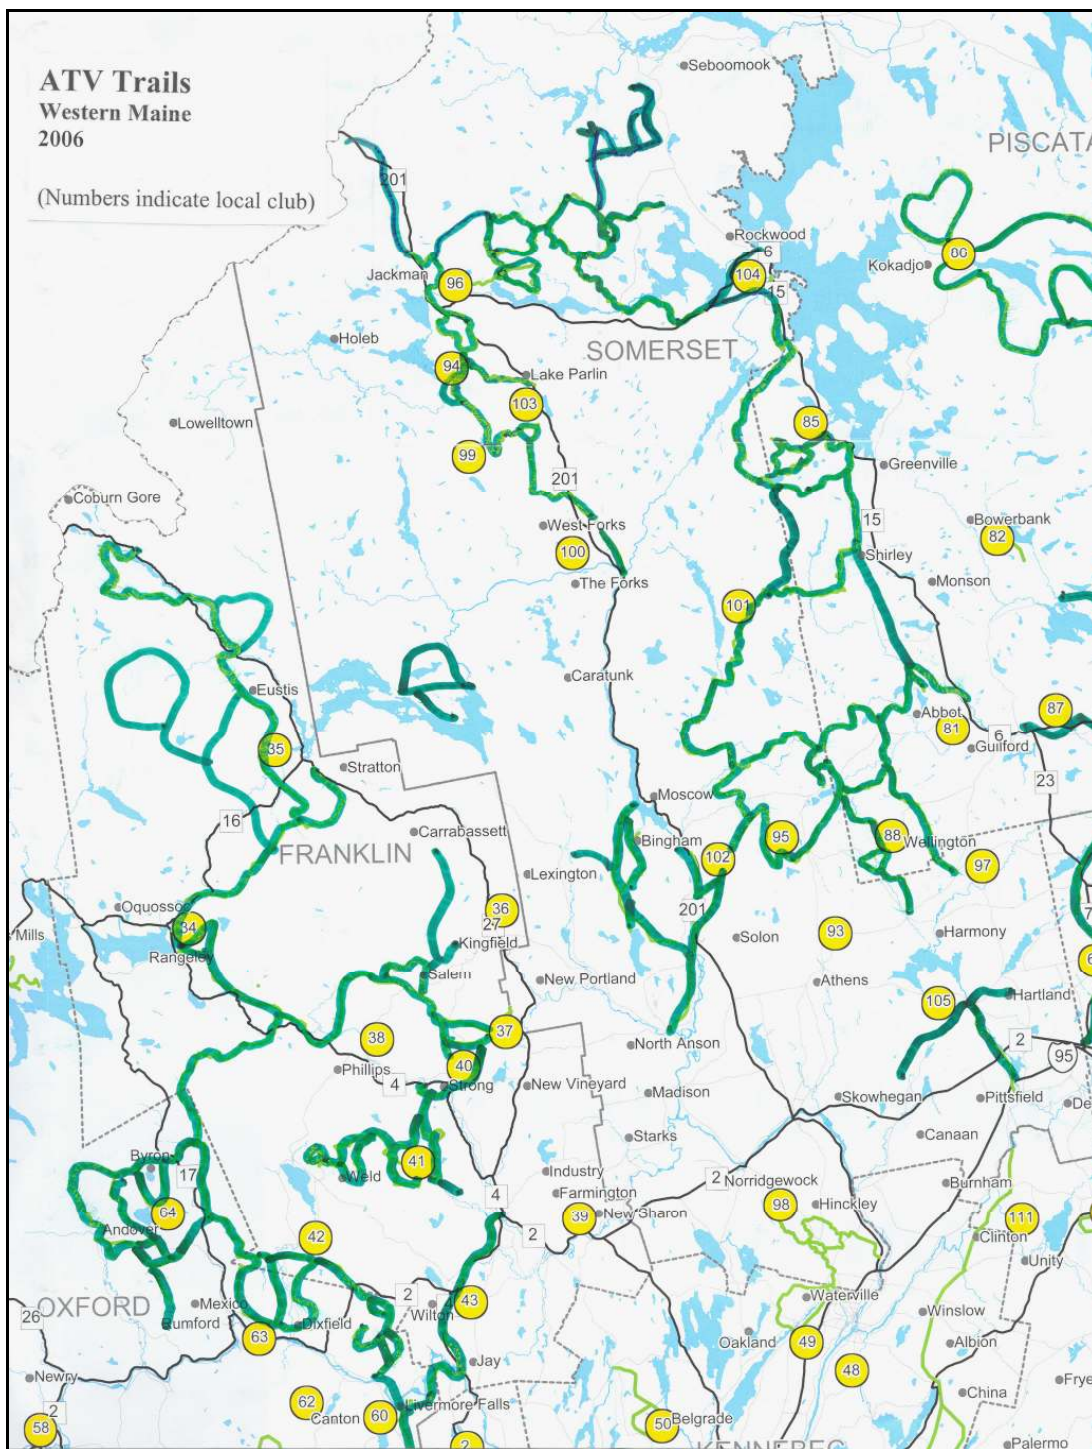 ATV Trails
Western Maine
2006
(Numbers indicate local club)
Seboomook
PISCATA
201
Rockwood
6
80
Kokadjo
104
15
Jackman
96
Holeb
SOMERSET
94
Lake Parlin
103
Lowelltown
85
99
Greenville
201
Coburn Gore
15
Bowerbank
West Forks
82
100
Shirley
The Forks
Monson
101
Caratunk
Eustis
87
Abbot
81
6
35
Guilford
Stratton
23
Moscow
16
Carrabassett
95
88
Bingham
Wellington
FRANKLIN
102
97
Lexington
Oquossoc
36
201
34
27
93
Mills
Solon
Harmony
Rangeley
Kingfield
Salem
New Portland
Athens
105
Hartland
38
37
North Anson
2
95
40
Phillips
4
Strong
New Vineyard
Madison
Skowhegan
Pittsfield
De
Starks
Canaan
Byron
41
17
Weld
Industry
2
Norridgewock
Burnham
4
Farmington
98
Hinckley
64
39
New Sharon
111
Andover
42
2
Clinton
Unity
2
Waterville
OXFORD
Mexico
43
26
Wilton
Winslow
Rumford
Dixfield
63
Oakland
49
Albion
Jay
48
Newry
Frye
China
62
Canton
60
Livermore Falls
2
58
50
Belgrade
2
KENNEBEC
Palermo